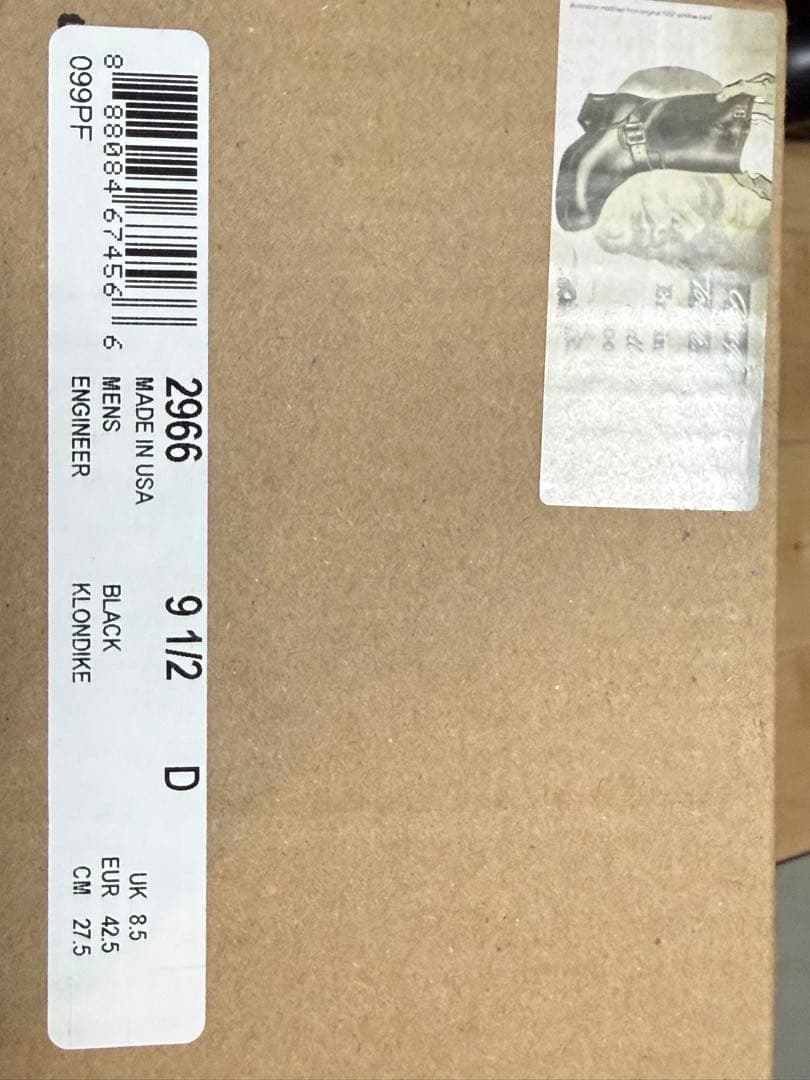 8 88084 67456 6
099PF
2966 9 1/2 D
MADE IN USA UK 8.5
MENS BLACK EUR 42.5
ENGINEER KLONDIKE CM 27.5